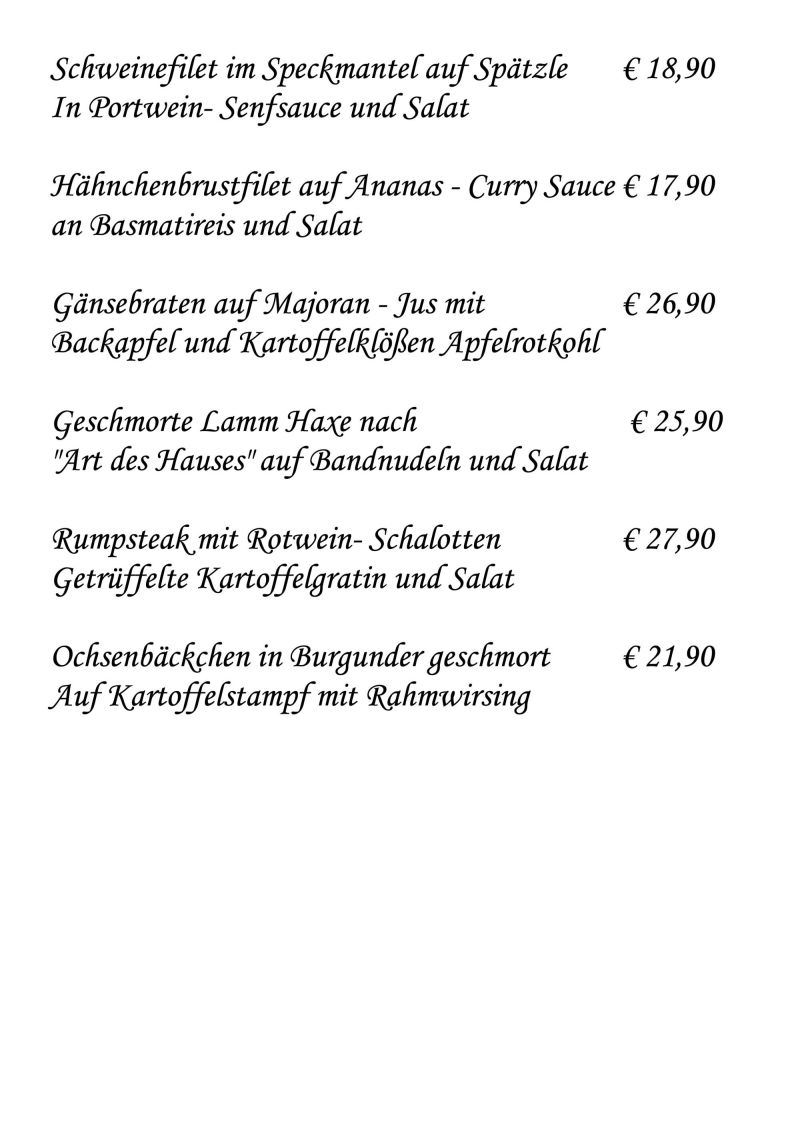 Schweinefilet im Speckmantel auf Spätzle € 18,90
In Portwein- Senfsauce und Salat
Hähnchenbrustfilet auf Ananas - Curry Sauce € 17,90
an Basmatireis und Salat
Gänsebraten auf Majoran - Jus mit € 26,90
Backapfel und Kartoffelklößen Apfelrotkohl
Geschmorte Lamm Haxe nach € 25,90
"Art des Hauses" auf Bandnudeln und Salat
Rumpsteak mit Rotwein- Schalotten € 27,90
Getrüffelte Kartoffelgratin und Salat
Ochsenbäckchen in Burgunder geschmort € 21,90
Auf Kartoffelstampf mit Rahmwirsing